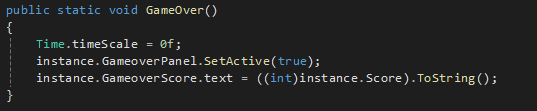 public static void GameOver()
{
Time.timeScale = 0f;
instance.GameoverPanel.SetActive(true);
instance.GameoverScore.text = ((int)instance.Score).ToString();
}